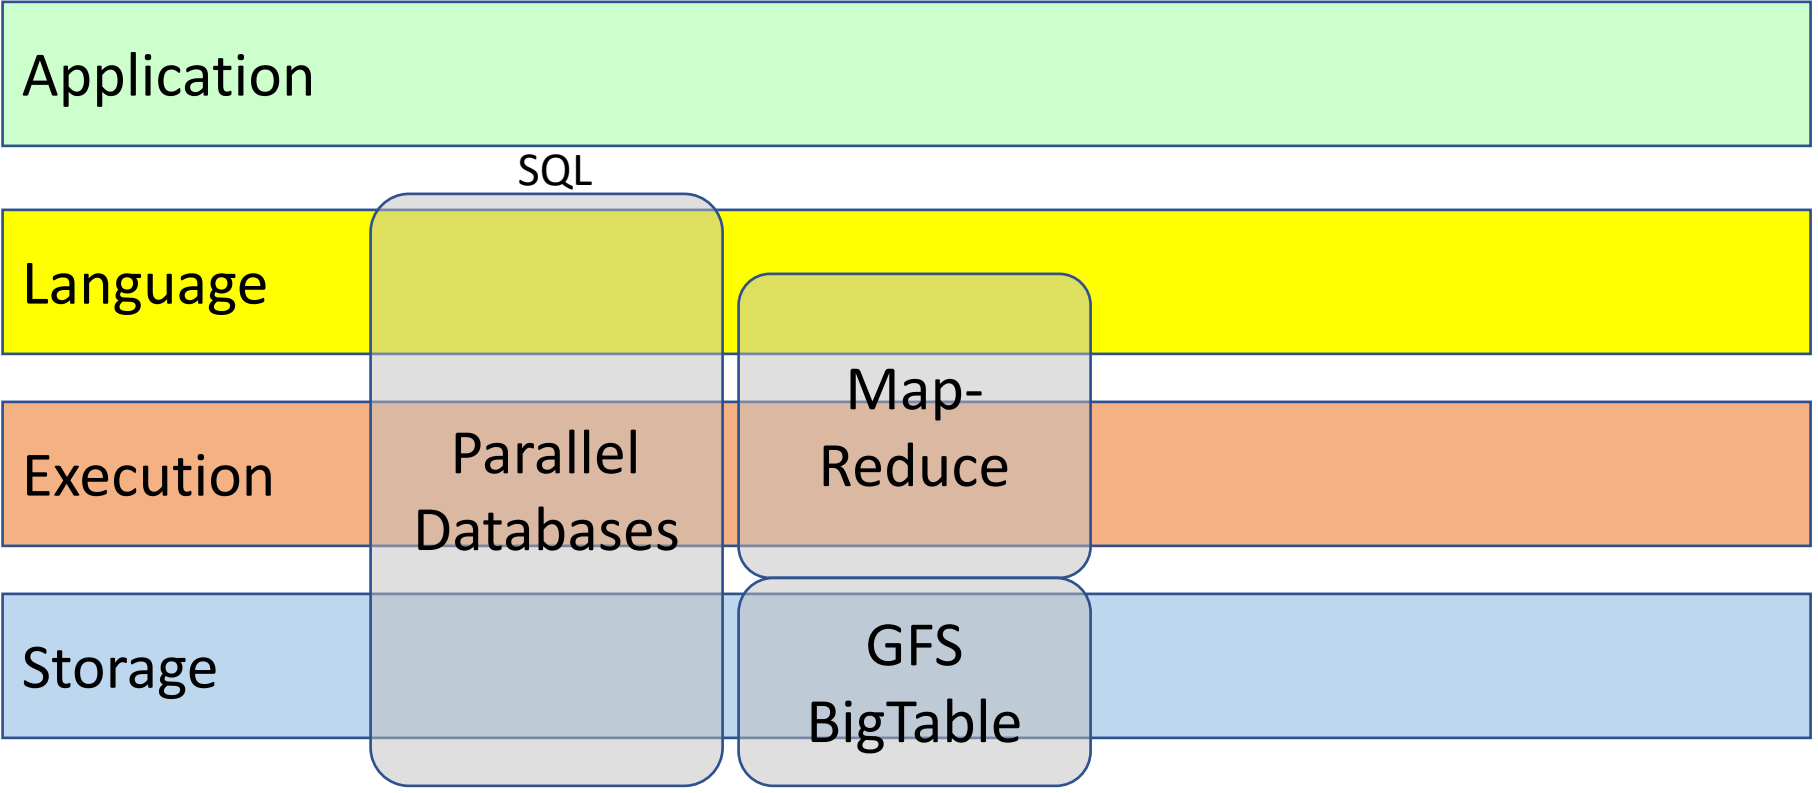 Application
SQL
Language
Map-
Reduce
Parallel
Databases
Execution
GFS
BigTable
Storage